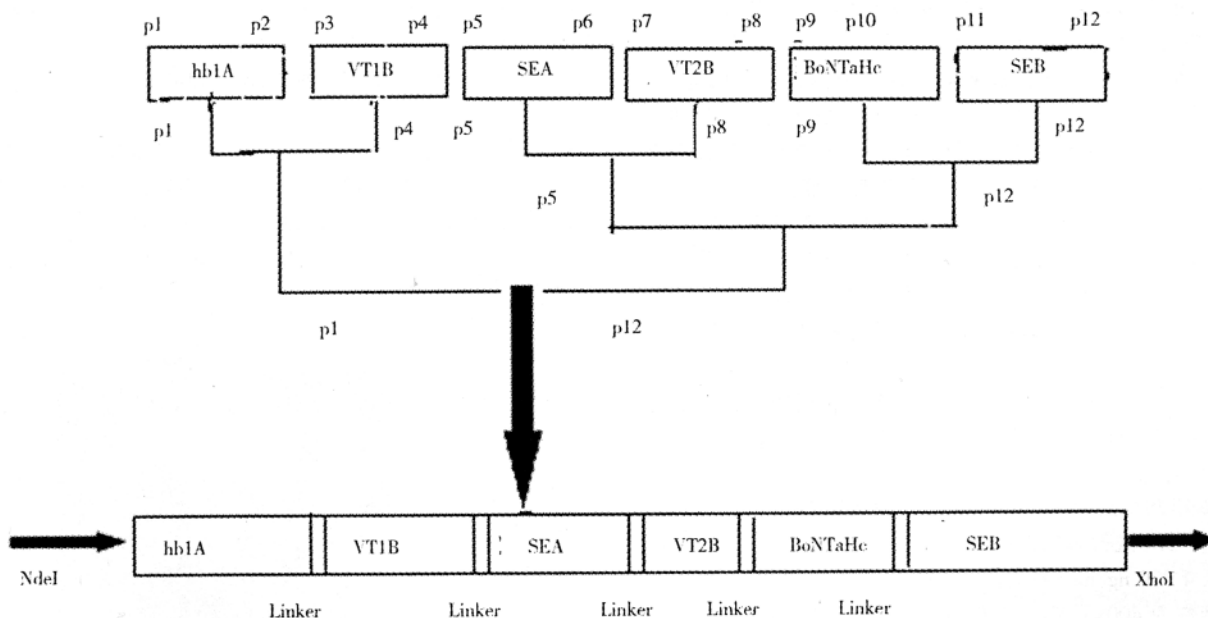 p1 p2 p3 p4 p5 p6 p7 p8 p9 p10 p11 p12
hb1A VT1B SEA VT2B BoNTaHc SEB
p1 p4 p5 p8 p9 p12
p5 p12
p1 p12
hb1A VT1B SEA VT2B BoNTaHc SEB
NdeI XhoI
Linker Linker Linker Linker Linker